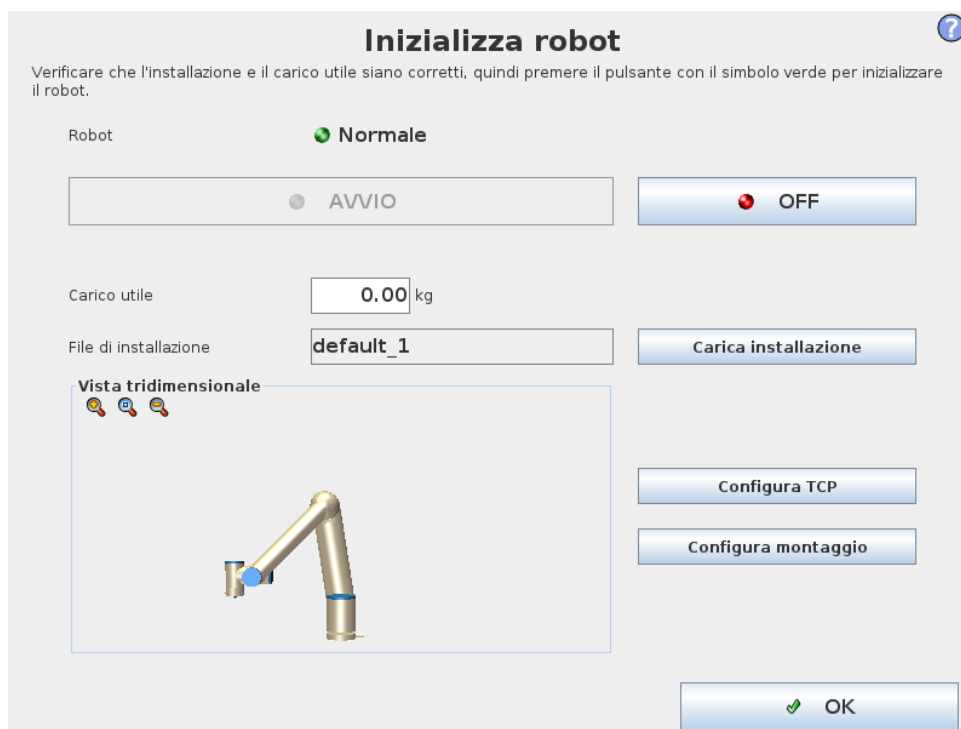 Inizializza robot
?
Verificare che l'installazione e il carico utile siano corretti, quindi premere il pulsante con il simbolo verde per inizializzare
il robot.
Robot
Normale
AVVIO
OFF
Carico utile
0.00 kg
File di installazione
default_1
Carica installazione
Vista tridimensionale
Configura TCP
Configura montaggio
OK